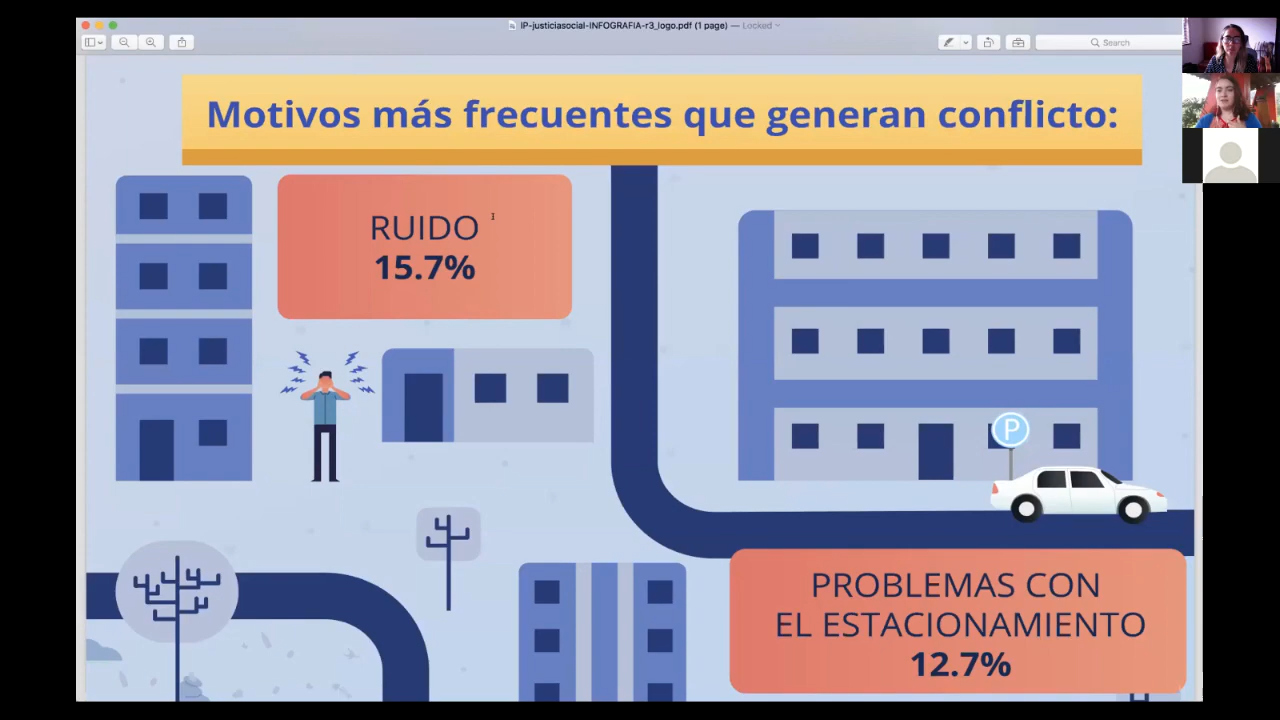 IP-justiciasocial-INFOGRAFIA-r3_logo.pdf (1 page) — Locked
Search
Motivos más frecuentes que generan conflicto:
RUIDO
15.7%
P
PROBLEMAS CON
EL ESTACIONAMIENTO
12.7%